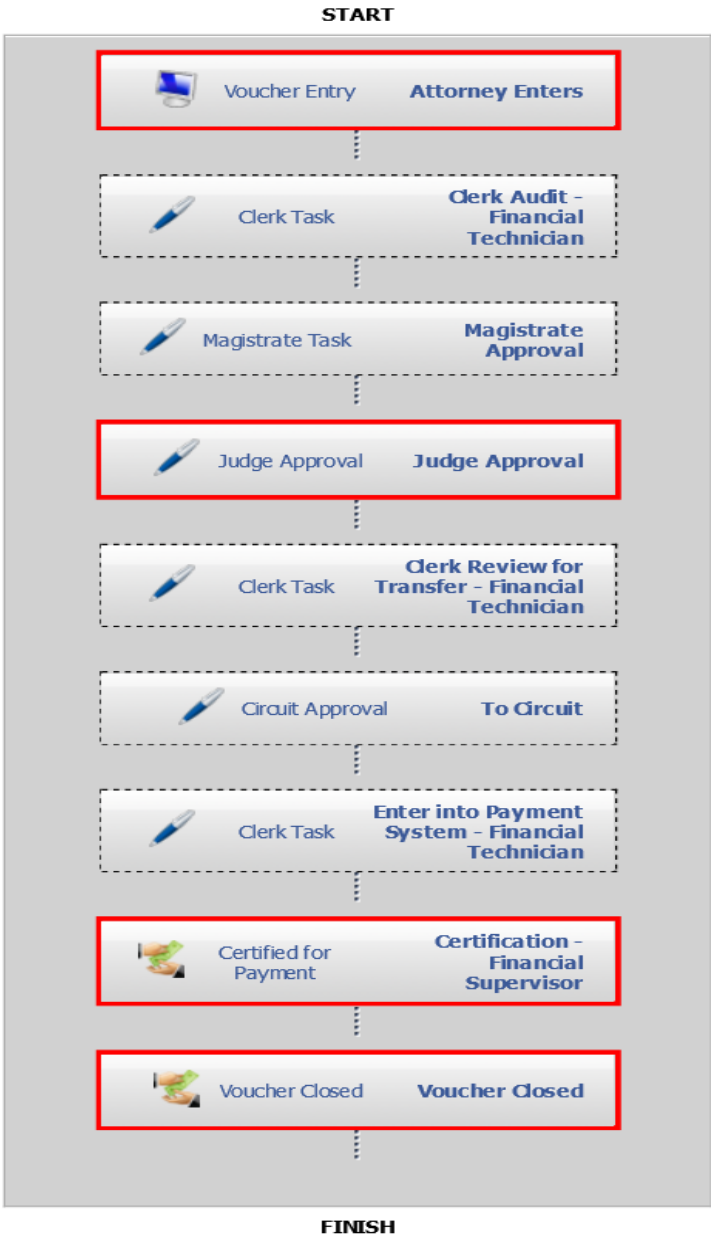 START
Voucher Entry Attorney Enters
Clerk Task
Clerk Audit -
Financial
Technician
Magistrate Task
Magistrate
Approval
Judge Approval Judge Approval
Clerk Task
Clerk Review for
Transfer - Financial
Technician
Circuit Approval To Circuit
Clerk Task
Enter into Payment
System - Financial
Technician
Certified for
Payment
Certification -
Financial
Supervisor
Voucher Closed Voucher Closed
FINISH